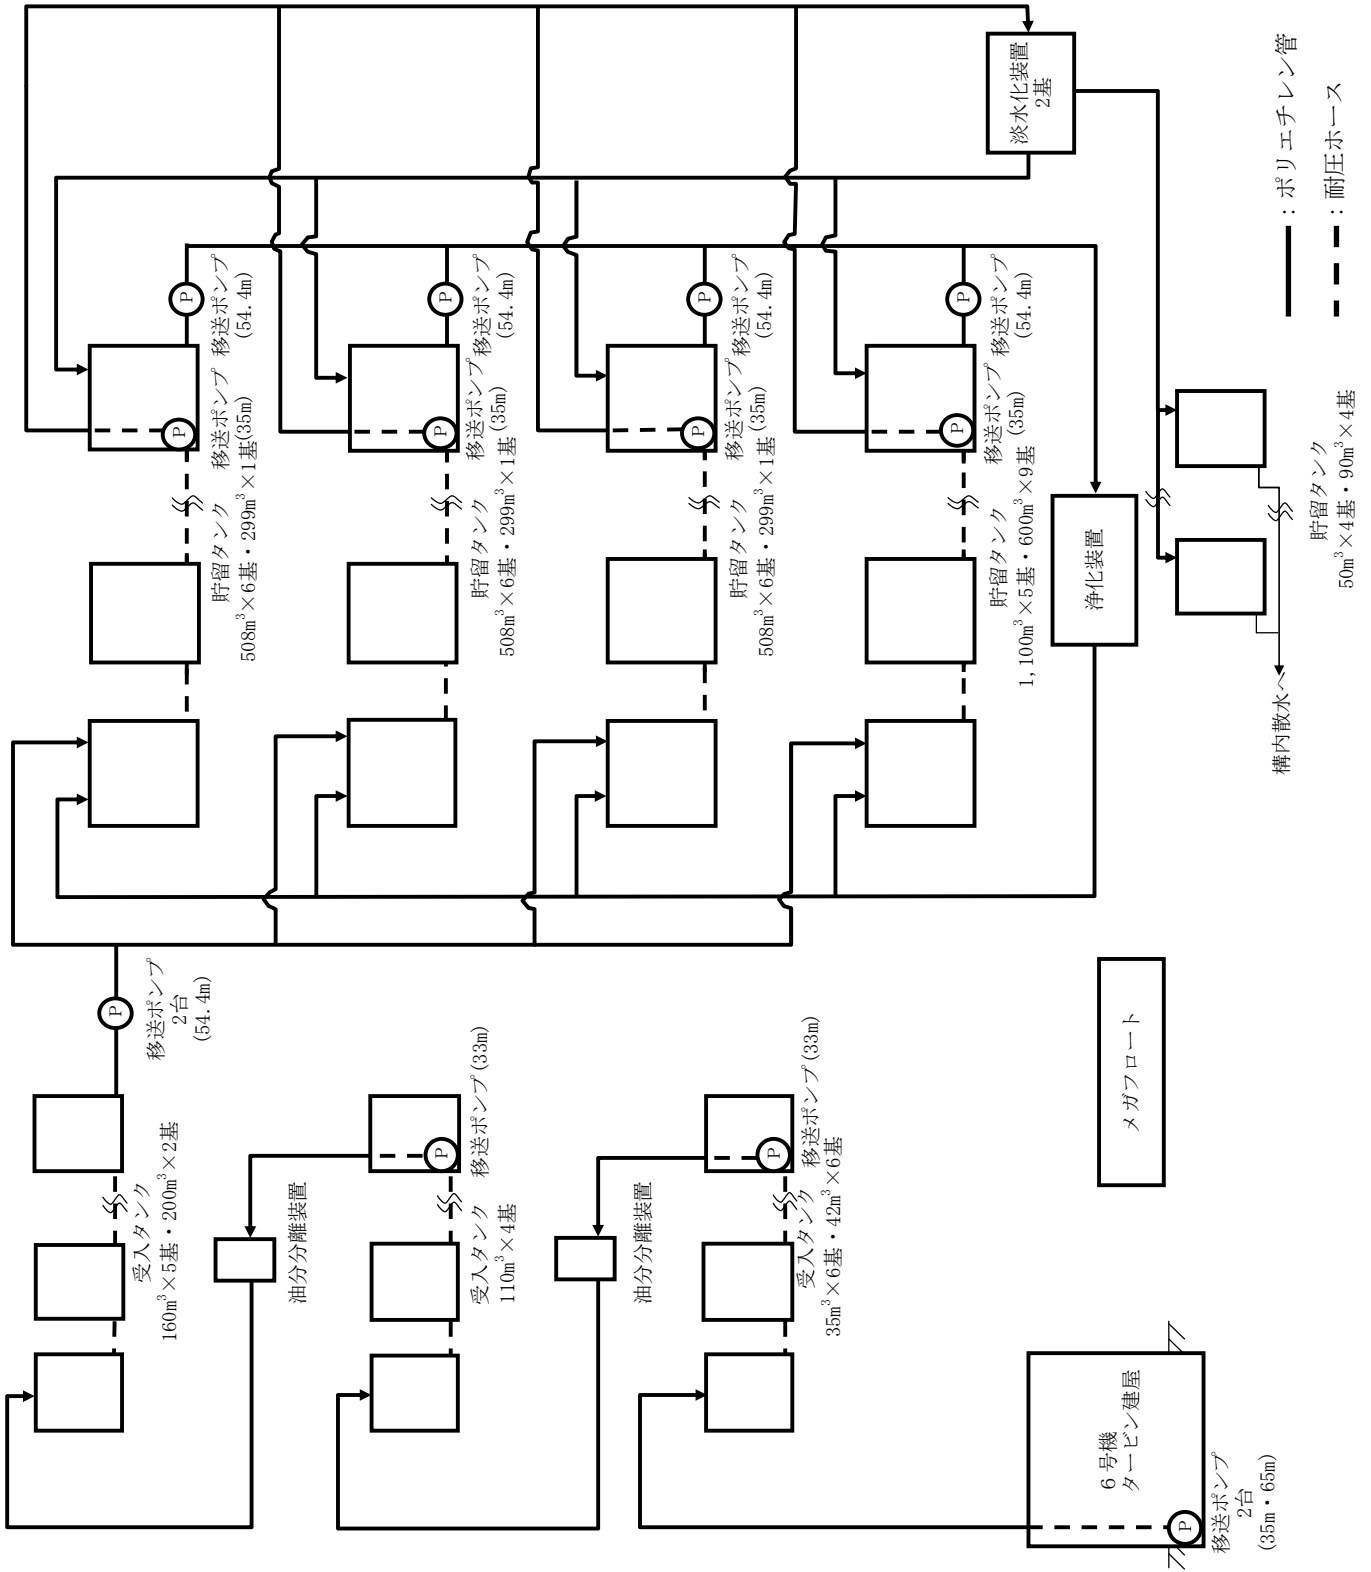 6号機
タービン建屋
P
移送ポンプ
2台
(35m・65m)
P
移送ポンプ(33m)
受入タンク
35m³×6基・42m³×6基
油分分離装置
P
移送ポンプ(33m)
受入タンク
110m³×4基
油分分離装置
受入タンク
160m³×5基・200m³×2基
P
移送ポンプ
2台
(54.4m)
メガフロート
P
移送ポンプ
(35m)
P
移送ポンプ
(54.4m)
貯留タンク
508m³×6基・299m³×1基
P
移送ポンプ
(35m)
P
移送ポンプ
(54.4m)
貯留タンク
508m³×6基・299m³×1基
P
移送ポンプ
(35m)
P
移送ポンプ
(54.4m)
貯留タンク
508m³×6基・299m³×1基
P
移送ポンプ
(35m)
P
移送ポンプ
(54.4m)
貯留タンク
1,100m³×5基・600m³×9基
浄化装置
淡水化装置
2基
構内散水へ
貯留タンク
50m³×4基・90m³×4基
：ポリエチレン管
：耐圧ホース